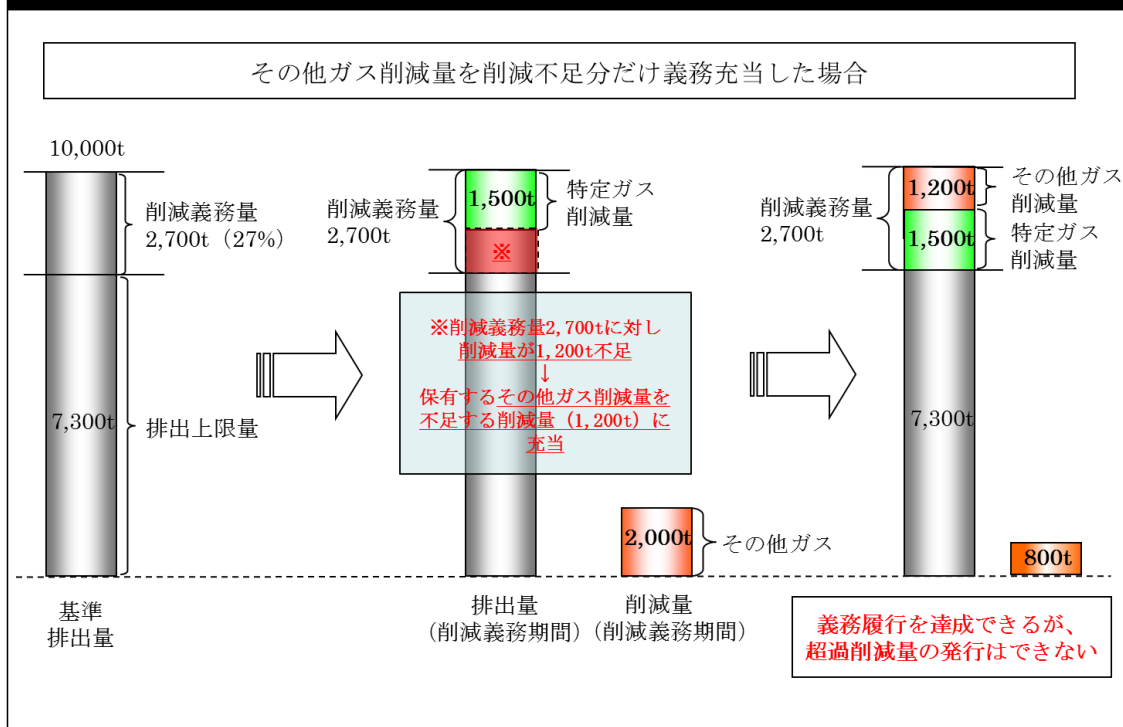 その他ガス削減量を削減不足分だけ義務充当した場合
10,000t
削減義務量
2,700t（27%）
7,300t
排出上限量
基準
排出量
削減義務量
2,700t
1,500t
特定ガス
削減量
※
※削減義務量2,700tに対し
削減量が1,200t不足
↓
保有するその他ガス削減量を
不足する削減量（1,200t）に
充当
2,000t
その他ガス
排出量
（削減義務期間）
削減量
（削減義務期間）
削減義務量
2,700t
1,200t
その他ガス
削減量
1,500t
特定ガス
削減量
7,300t
800t
義務履行を達成できるが、
超過削減量の発行はできない